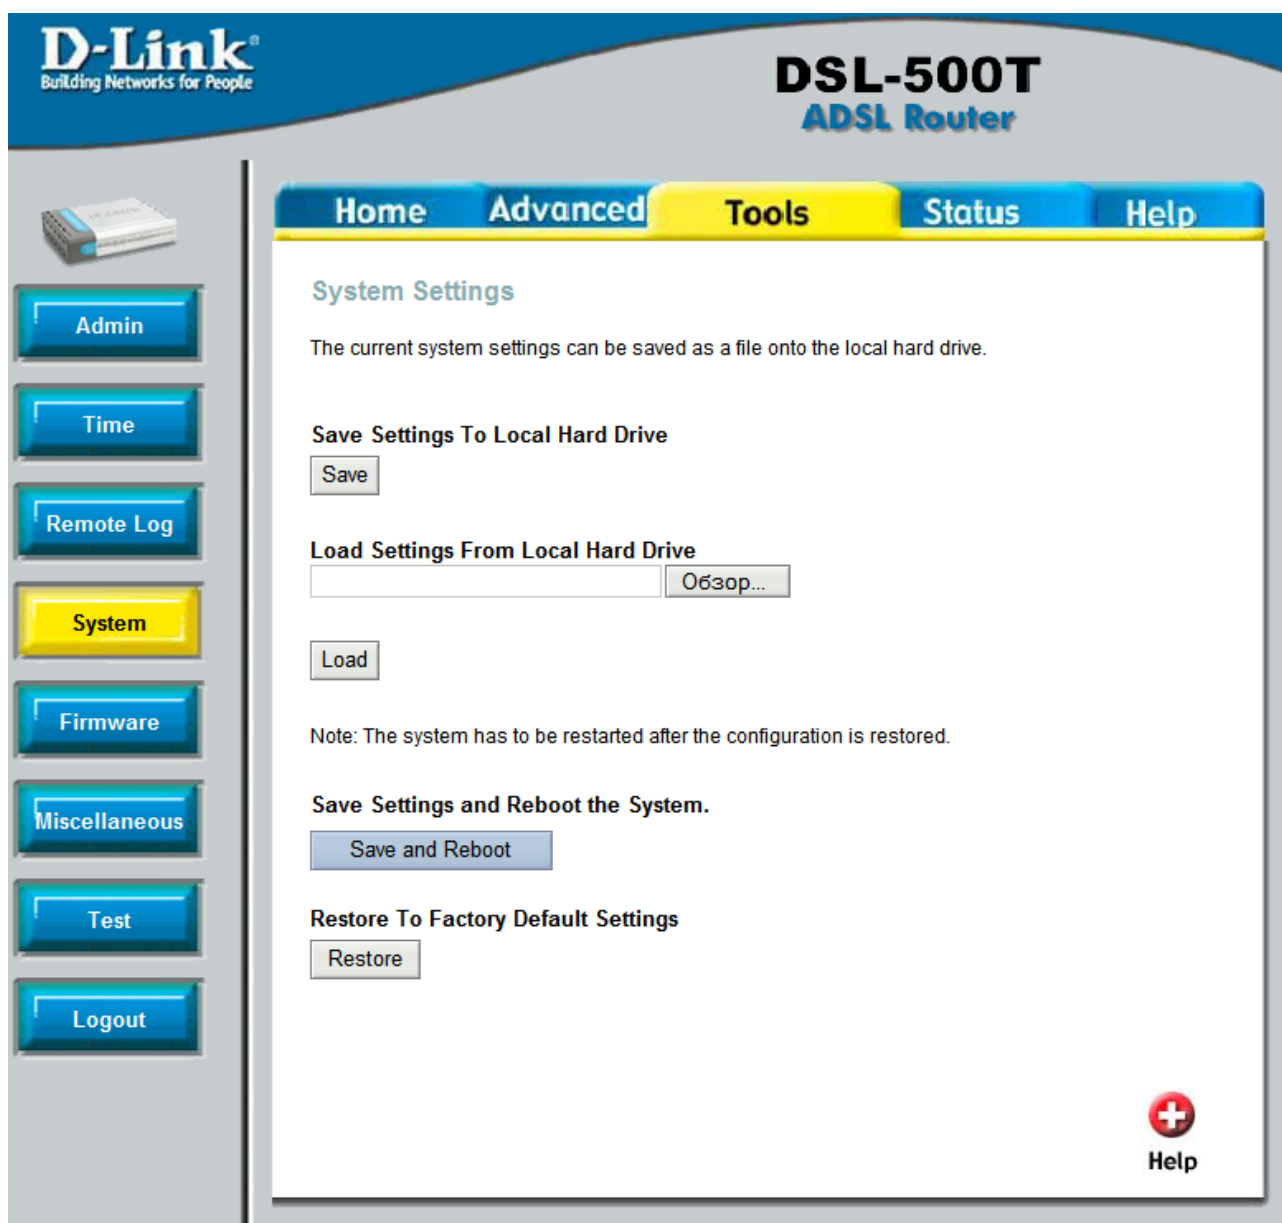 D-Link®
Building Networks for People
DSL-500T
ADSL Router
Home Advanced Tools Status Help
Admin
Time
Remote Log
System
Firmware
Miscellaneous
Test
Logout
System Settings
The current system settings can be saved as a file onto the local hard drive.
Save Settings To Local Hard Drive
Save
Load Settings From Local Hard Drive
Обзор...
Load
Note: The system has to be restarted after the configuration is restored.
Save Settings and Reboot the System.
Save and Reboot
Restore To Factory Default Settings
Restore
Help